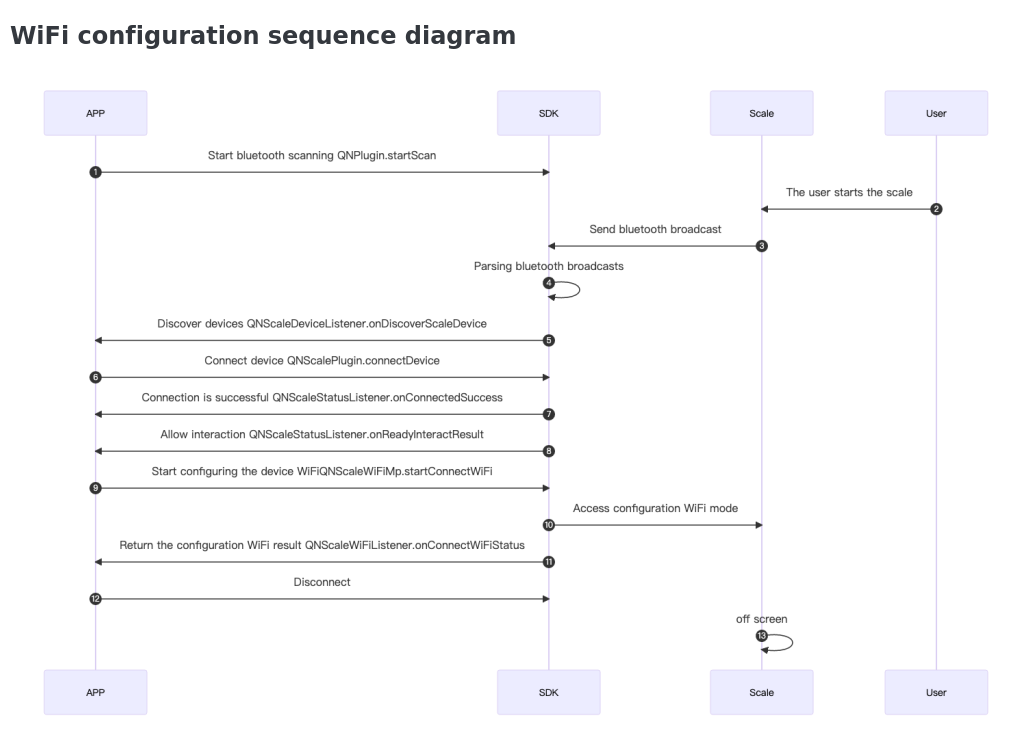 WiFi configuration sequence diagram
APP SDK Scale User
Start bluetooth scanning QNPlugin.startScan
1
The user starts the scale
2
Send bluetooth broadcast
3
Parsing bluetooth broadcasts
4
Discover devices QNScaleDeviceListener.onDiscoverScaleDevice
5
Connect device QNScalePlugin.connectDevice
6
Connection is successful QNScaleStatusListener.onConnectedSuccess
7
Allow interaction QNScaleStatusListener.onReadyInteractResult
8
Start configuring the device WiFiQNScaleWiFiMp.startConnectWiFi
9
Access configuration WiFi mode
10
Return the configuration WiFi result QNScaleWiFiListener.onConnectWiFiStatus
11
Disconnect
12
off screen
13
APP SDK Scale User